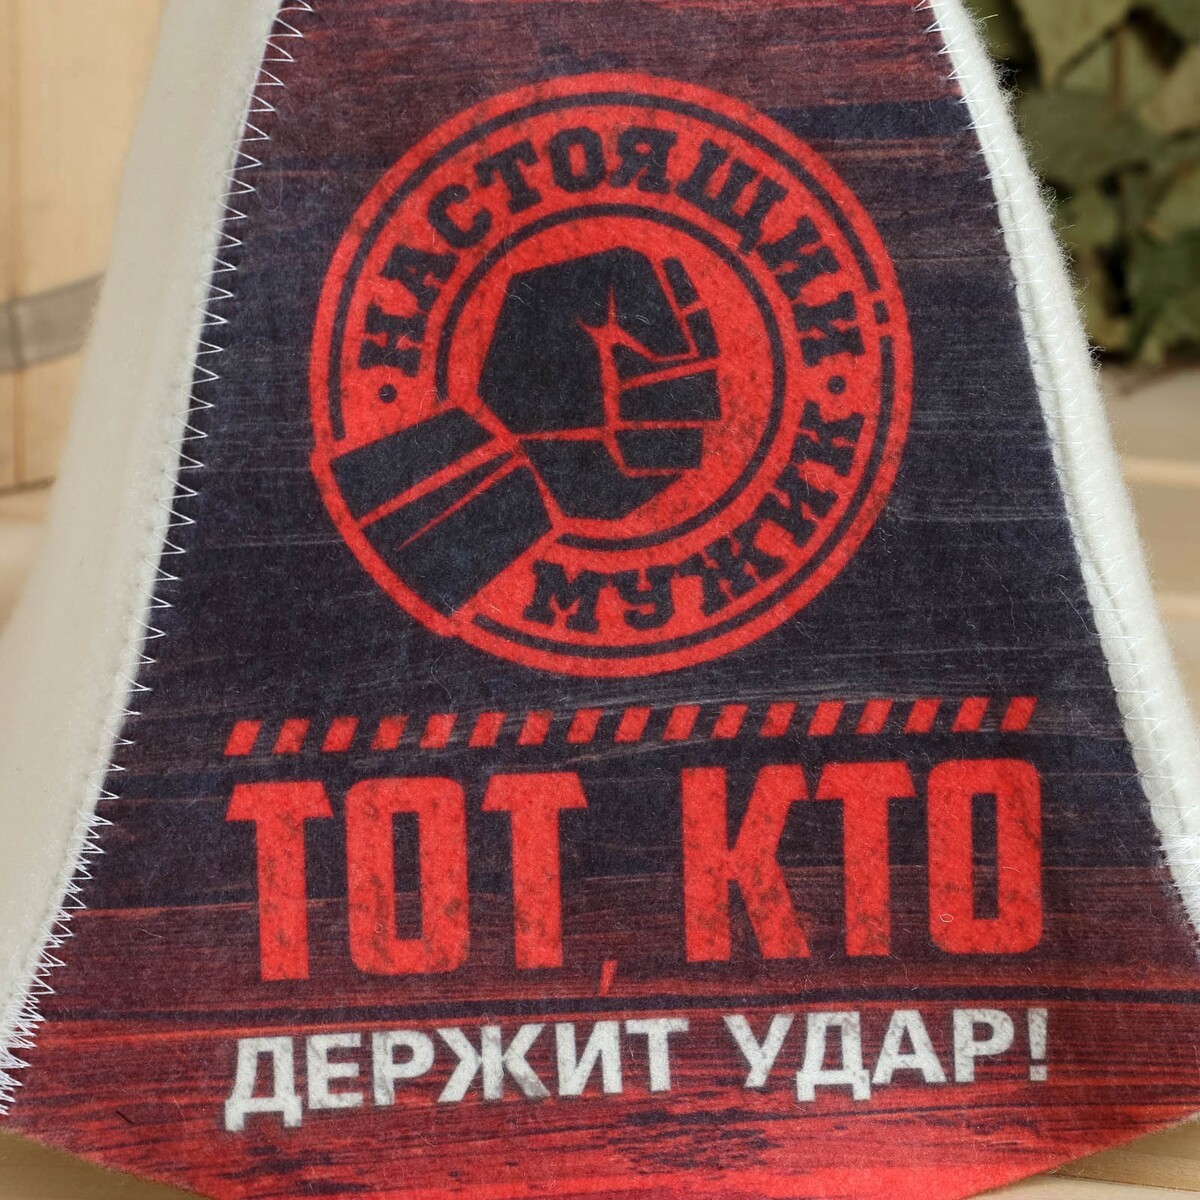 НАСТОЯЩИЙ • МУЖИК •
ТОТ, КТО
ДЕРЖИТ УДАР!